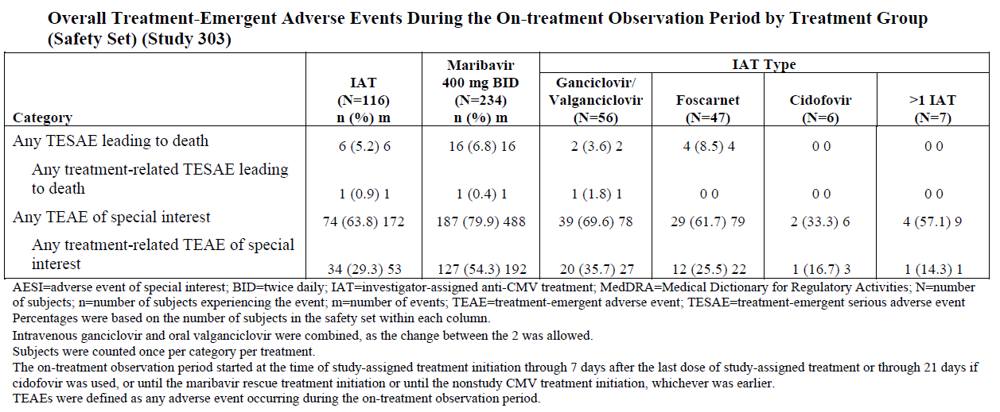 Overall Treatment-Emergent Adverse Events During the On-treatment Observation Period by Treatment Group
(Safety Set) (Study 303)
Category
IAT
(N=116)
n (%) m
Maribavir
400 mg BID
(N=234)
n (%) m
IAT Type
Ganciclovir/
Valganciclovir
(N=56)
Foscarnet
(N=47)
Cidofovir
(N=6)
>1 IAT
(N=7)
Any TESAE leading to death 6 (5.2) 6 16 (6.8) 16 2 (3.6) 2 4 (8.5) 4 0 0 0 0
Any treatment-related TESAE leading
to death 1 (0.9) 1 1 (0.4) 1 1 (1.8) 1 0 0 0 0 0 0
Any TEAE of special interest 74 (63.8) 172 187 (79.9) 488 39 (69.6) 78 29 (61.7) 79 2 (33.3) 6 4 (57.1) 9
Any treatment-related TEAE of special
interest 34 (29.3) 53 127 (54.3) 192 20 (35.7) 27 12 (25.5) 22 1 (16.7) 3 1 (14.3) 1
AESI=adverse event of special interest; BID=twice daily; IAT=investigator-assigned anti-CMV treatment; MedDRA=Medical Dictionary for Regulatory Activities; N=number
of subjects; n=number of subjects experiencing the event; m=number of events; TEAE=treatment-emergent adverse event; TESAE=treatment-emergent serious adverse event
Percentages were based on the number of subjects in the safety set within each column.
Intravenous ganciclovir and oral valganciclovir were combined, as the change between the 2 was allowed.
Subjects were counted once per category per treatment.
The on-treatment observation period started at the time of study-assigned treatment initiation through 7 days after the last dose of study-assigned treatment or through 21 days if
cidofovir was used, or until the maribavir rescue treatment initiation or until the nonstudy CMV treatment initiation, whichever was earlier.
TEAEs were defined as any adverse event occurring during the on-treatment observation period.